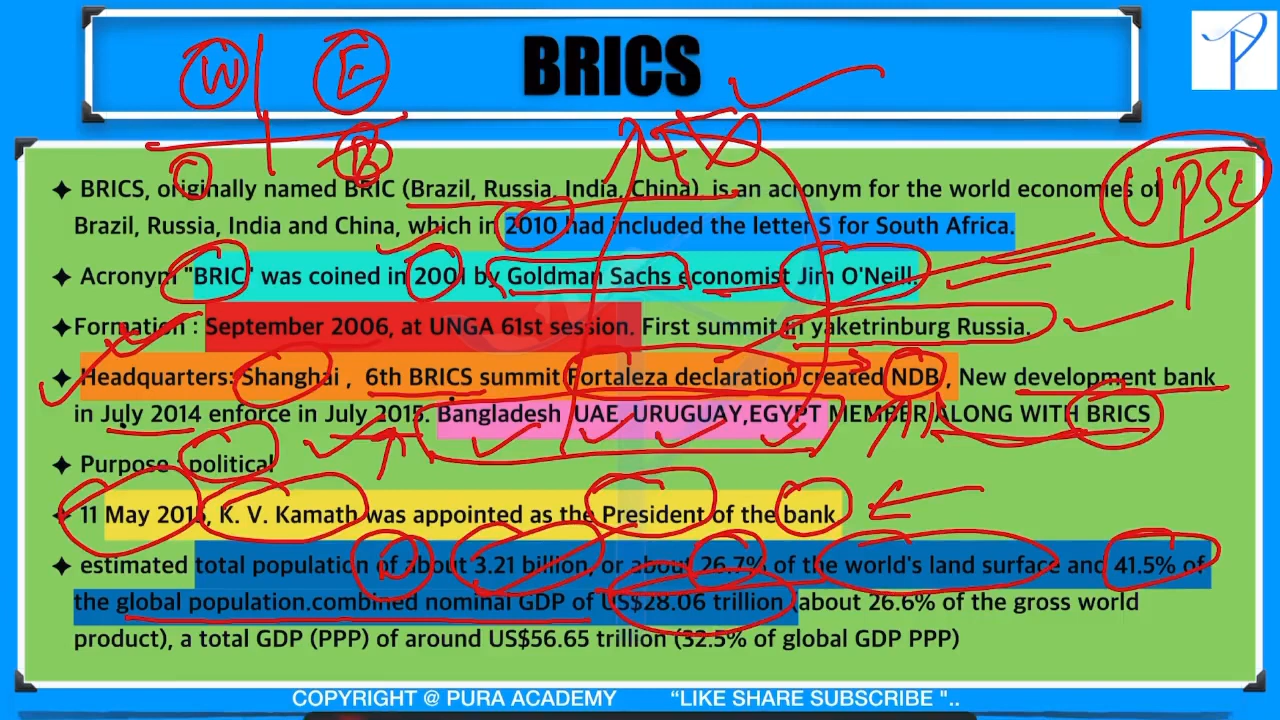 BRICS
W E
B
UPSC
✦ BRICS, originally named BRIC (Brazil, Russia, India, China) is an acronym for the world economies of
Brazil, Russia, India and China, which in 2010 had included the letter S for South Africa.
✦ Acronym "BRIC" was coined in 2001 by Goldman Sachs economist Jim O'Neill.
✦Formation : September 2006, at UNGA 61st session. First summit in yaketrinburg Russia.
✦ Headquarters: Shanghai , 6th BRICS summit Fortaleza declaration created NDB , New development bank
in July 2014 enforce in July 2015. Bangladesh UAE, URUGUAY,EGYPT MEMBER ALONG WITH BRICS
✦ Purpose political
✦ 11 May 2015, K. V. Kamath was appointed as the President of the bank
✦ estimated total population of about 3.21 billion, or about 26.7% of the world's land surface and 41.5% of
the global population.combined nominal GDP of US$28.06 trillion (about 26.6% of the gross world
product), a total GDP (PPP) of around US$56.65 trillion (32.5% of global GDP PPP)
COPYRIGHT @ PURA ACADEMY “LIKE SHARE SUBSCRIBE "..